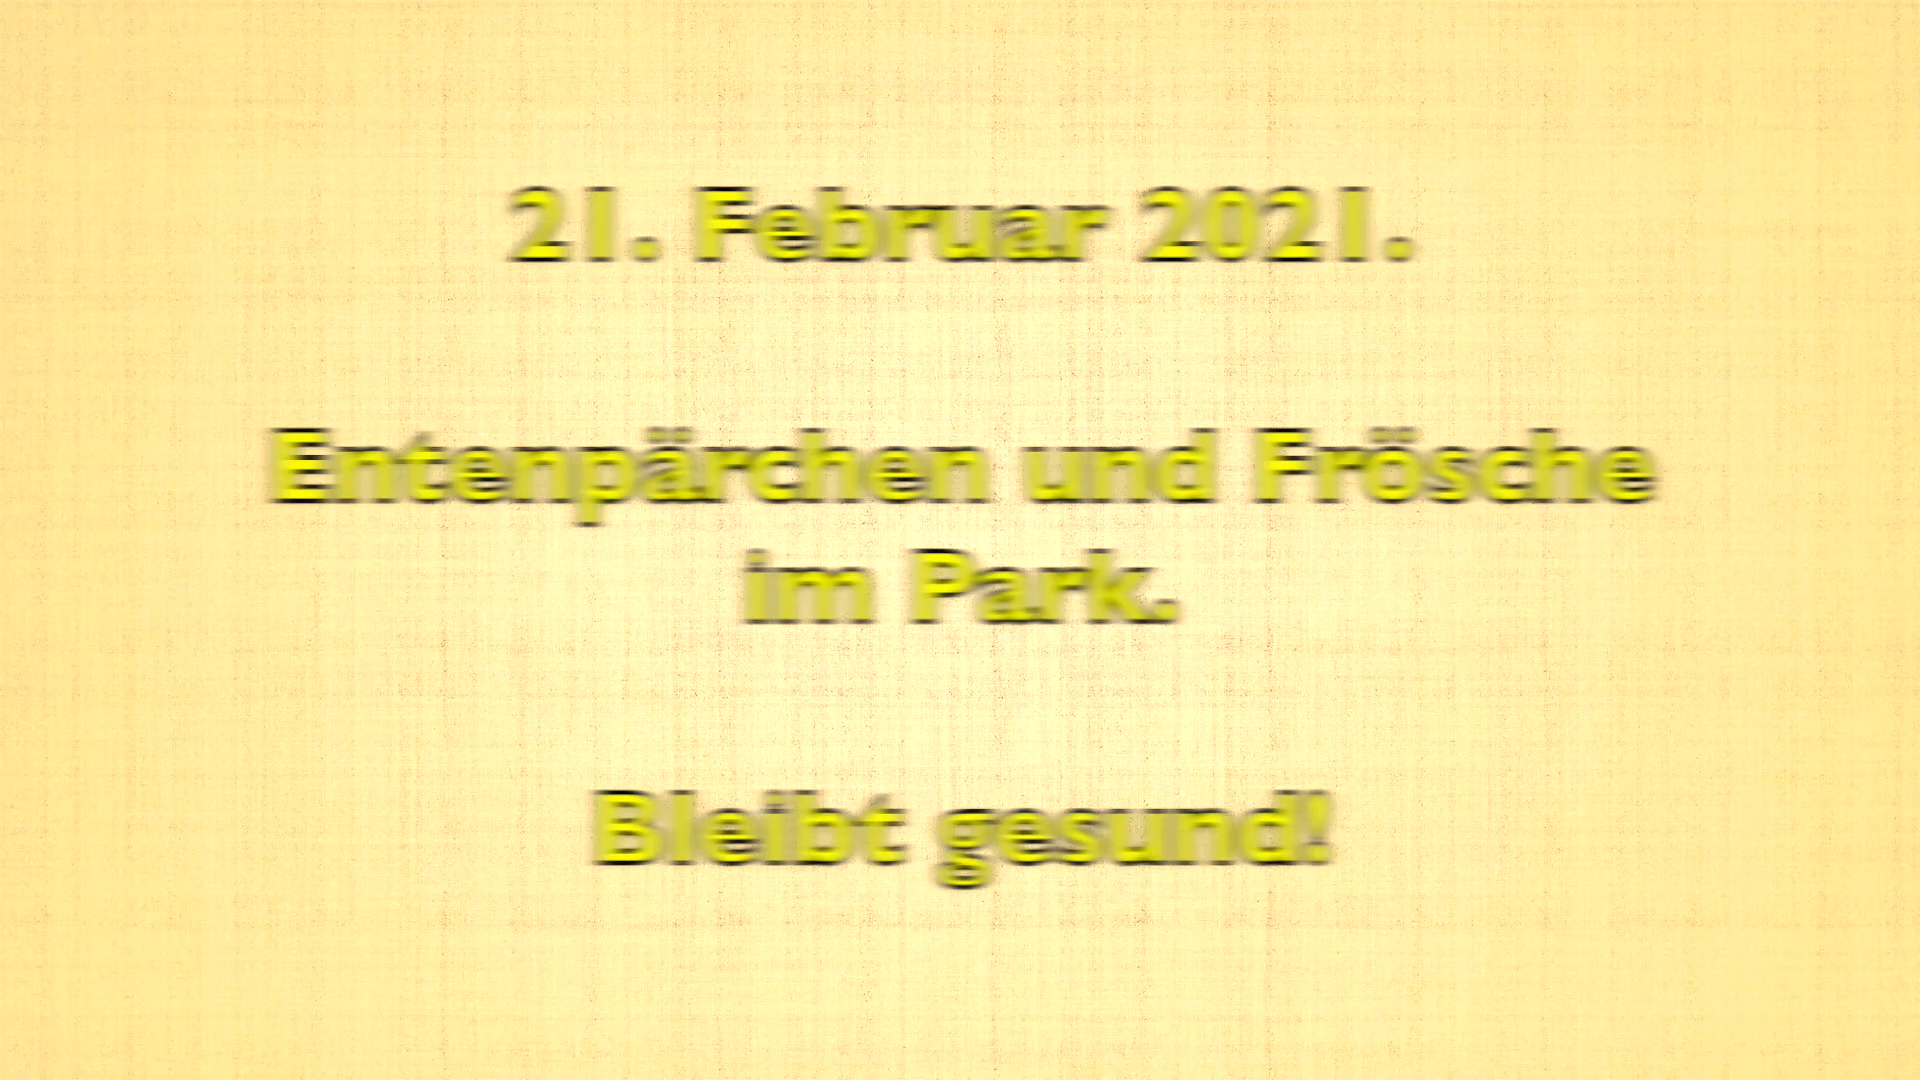 21. Februar 2021.
Entenpärchen und Frösche
im Park.
Bleibt gesund!